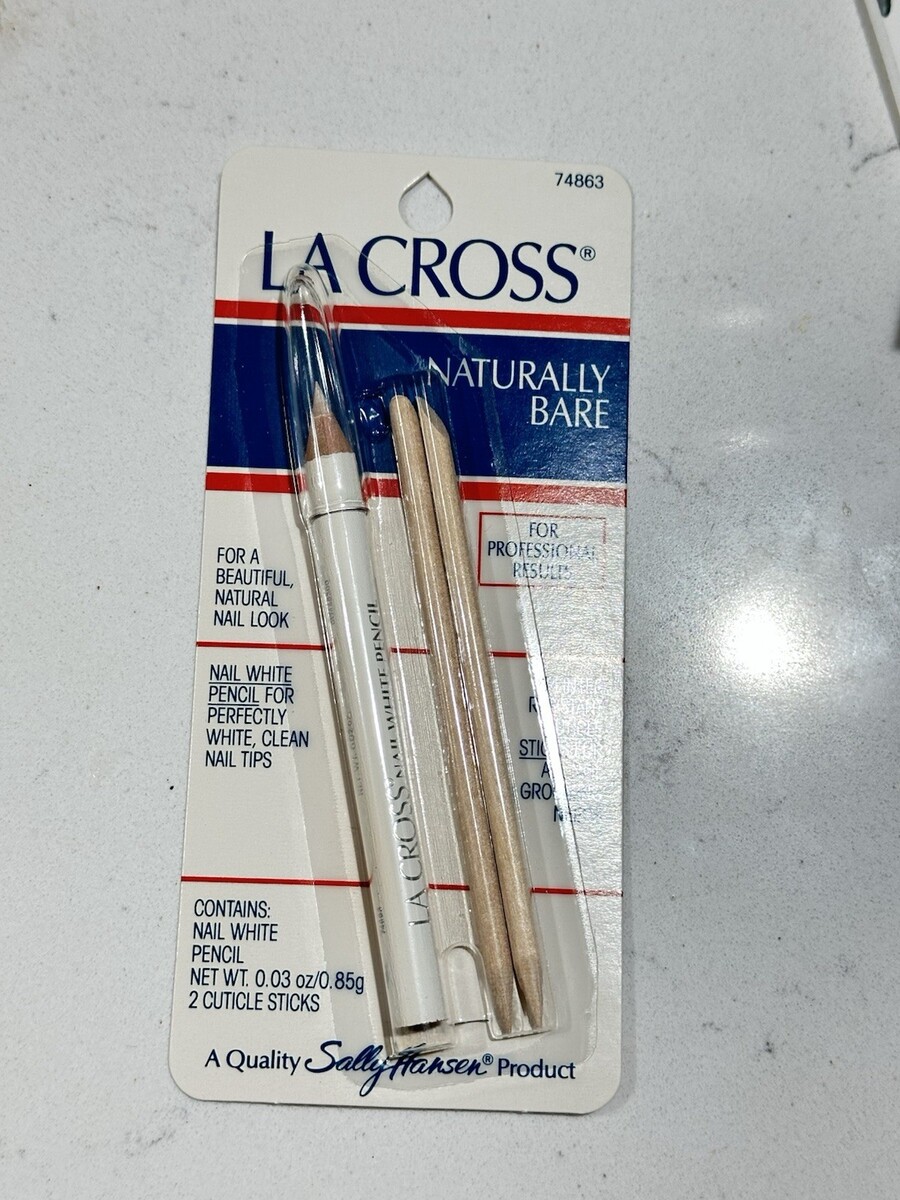 74863
LA CROSS®
NATURALLY
BARE
FOR
PROFESSIONAL
RESULTS
FOR A
BEAUTIFUL,
NATURAL
NAIL LOOK
NAIL WHITE
PENCIL FOR
PERFECTLY
WHITE, CLEAN
NAIL TIPS
LA CROSS® NAIL WHITE PENCIL
CONTAINS:
NAIL WHITE
PENCIL
NET WT. 0.03 oz/0.85g
2 CUTICLE STICKS
A Quality Sally Hansen® Product